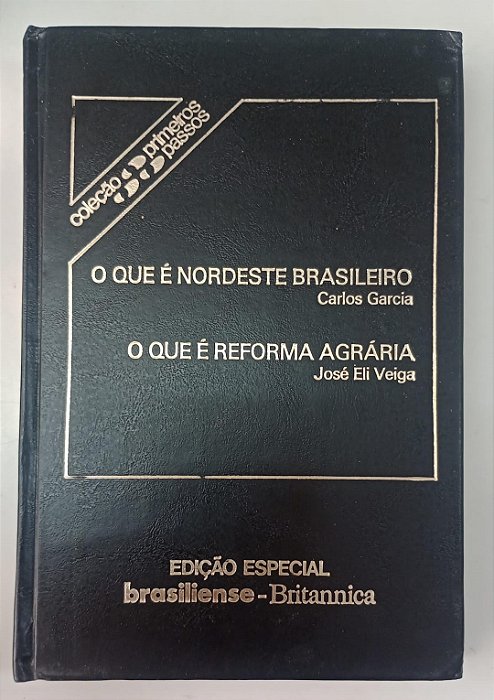 coleção primeiros
passos
O QUE É NORDESTE BRASILEIRO
Carlos Garcia
O QUE É REFORMA AGRÁRIA
José Eli Veiga
EDIÇÃO ESPECIAL
brasiliense-Britannica